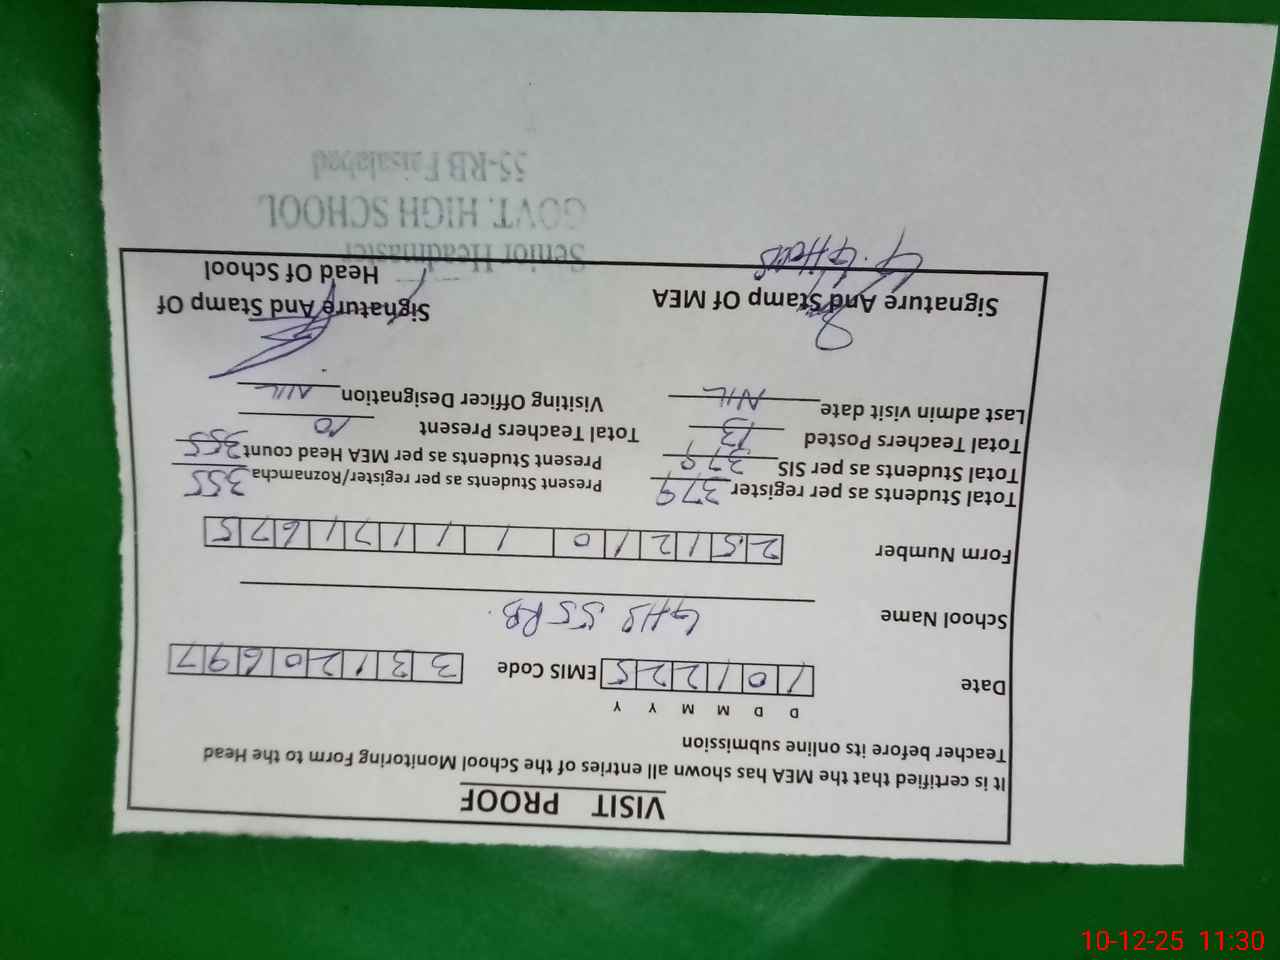 VISIT PROOF
It is certified that the MEA has shown all entries of the School Monitoring Form to the Head
Teacher before its online submission
D D M M Y Y
Date 1 0 1 2 2 5 EMIS Code 3 3 1 2 0 6 9 7
School Name GHS 55 RB.
Form Number 2 5 1 2 1 0 1 1 1 7 1 6 7 5
Total Students as per register 379 Present Students as per register/Roznamcha 355
Total Students as per SIS 379 Present Students as per MEA Head count 355
Total Teachers Posted 13 Total Teachers Present 10
Last admin visit date NIL Visiting Officer Designation NIL
Signature And Stamp Of MEA Signature And Stamp Of
Head Of School
Senior Headmaster
GOVT. HIGH SCHOOL
55-RB Faisalabad
10-12-25 11:30